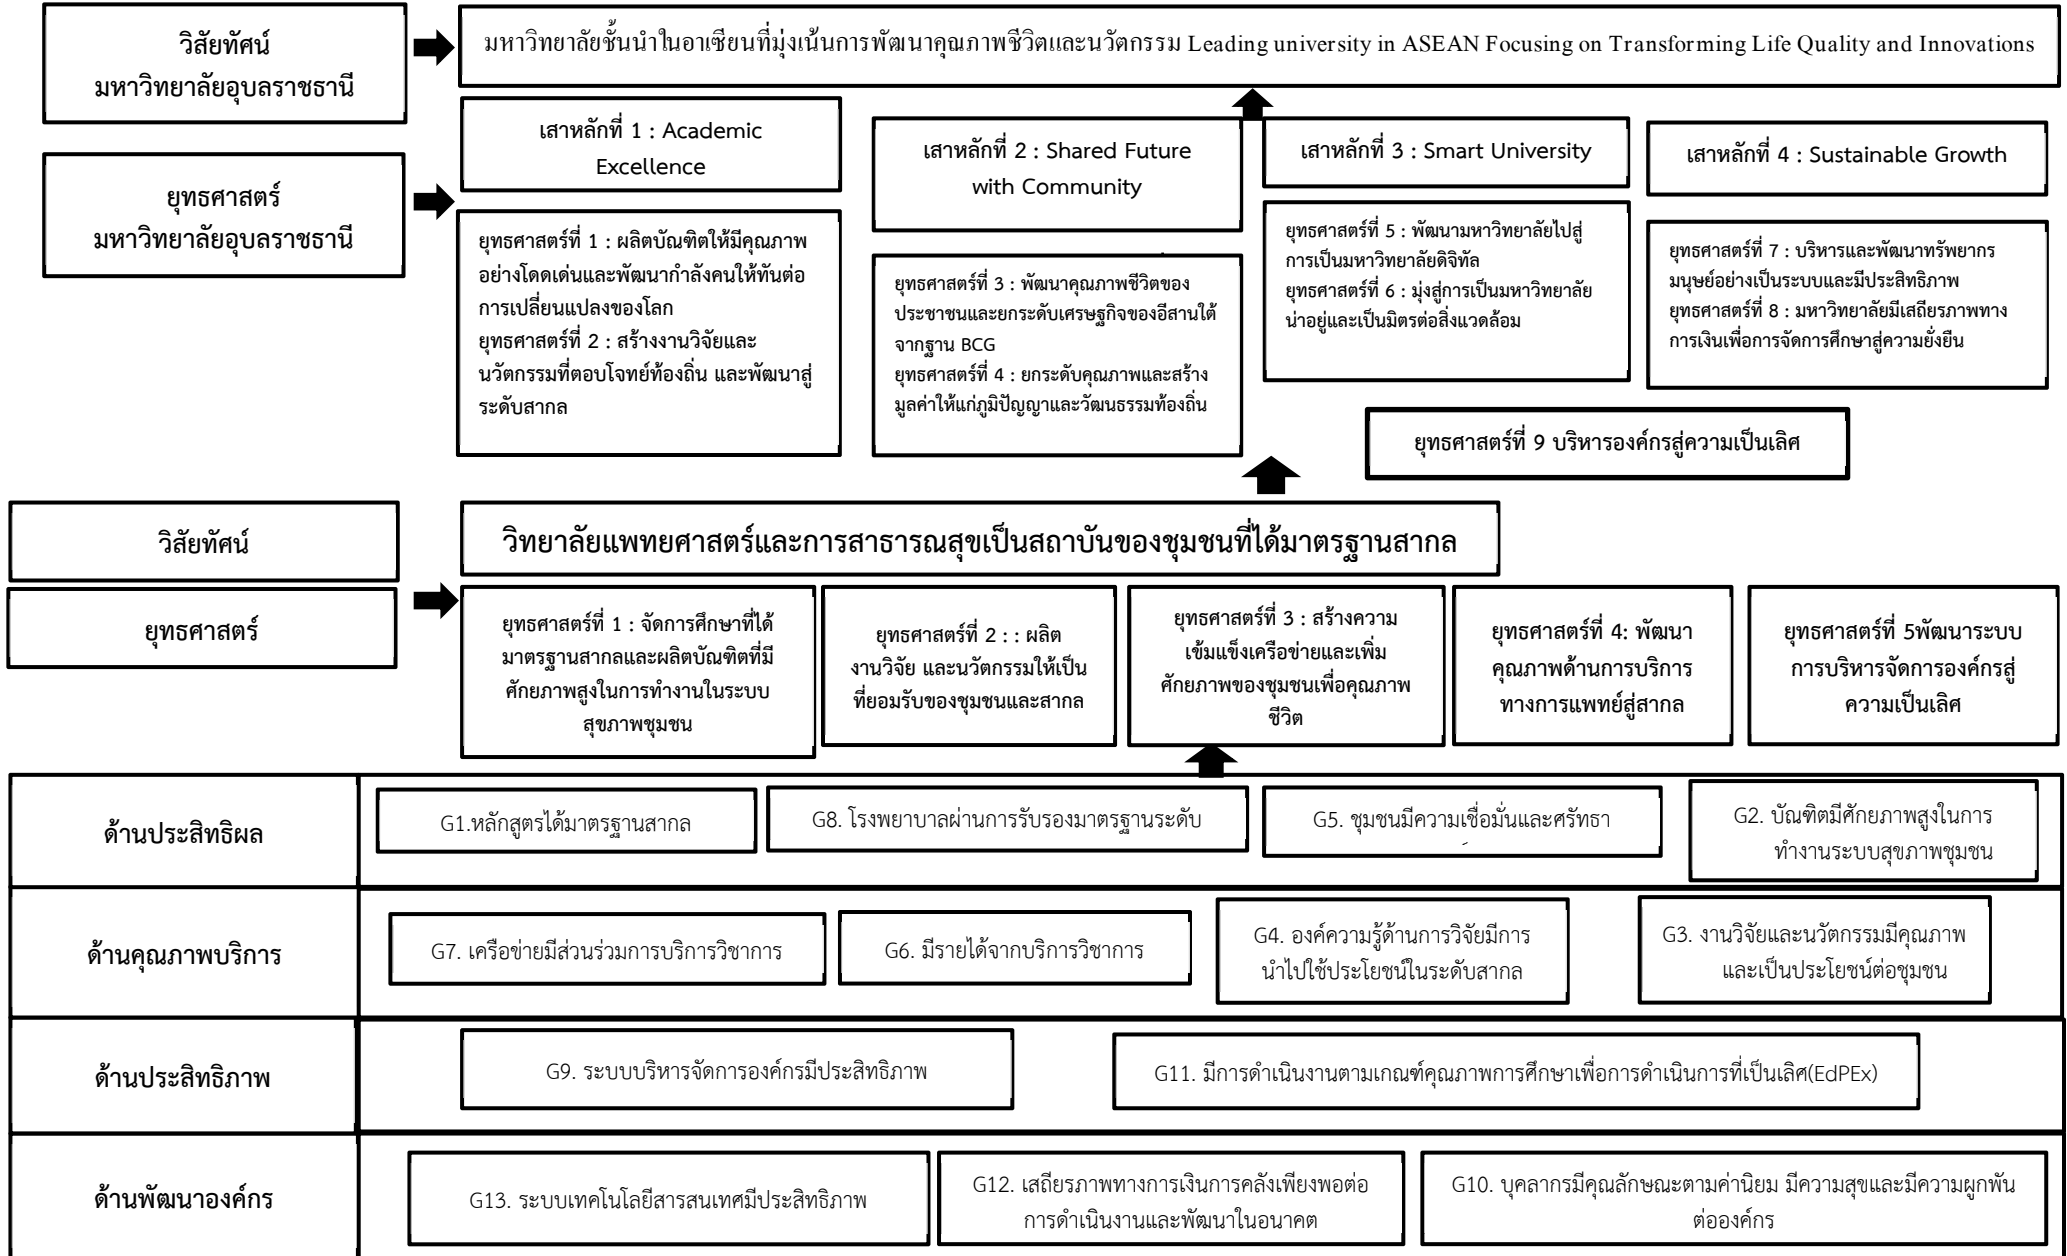 วิสัยทัศน์
มหาวิทยาลัยอุบลราชธานี
มหาวิทยาลัยชั้นนำในอาเซียนที่มุ่งเน้นการพัฒนาคุณภาพชีวิตและนวัตกรรม Leading university in ASEAN Focusing on Transforming Life Quality and Innovations
ยุทธศาสตร์
มหาวิทยาลัยอุบลราชธานี
เสาหลักที่ 1 : Academic
Excellence
เสาหลักที่ 2 : Shared Future
with Community
เสาหลักที่ 3 : Smart University
เสาหลักที่ 4 : Sustainable Growth
ยุทธศาสตร์ที่ 1 : ผลิตบัณฑิตให้มีคุณภาพ
อย่างโดดเด่นและพัฒนากำลังคนให้ทันต่อ
การเปลี่ยนแปลงของโลก
ยุทธศาสตร์ที่ 2 : สร้างงานวิจัยและ
นวัตกรรมที่ตอบโจทย์ท้องถิ่น และพัฒนาสู่
ระดับสากล
ยุทธศาสตร์ที่ 3 : พัฒนาคุณภาพชีวิตของ
ประชาชนและยกระดับเศรษฐกิจของอีสานใต้
จากฐาน BCG
ยุทธศาสตร์ที่ 4 : ยกระดับคุณภาพและสร้าง
มูลค่าให้แก่ภูมิปัญญาและวัฒนธรรมท้องถิ่น
ยุทธศาสตร์ที่ 5 : พัฒนามหาวิทยาลัยไปสู่
การเป็นมหาวิทยาลัยดิจิทัล
ยุทธศาสตร์ที่ 6 : มุ่งสู่การเป็นมหาวิทยาลัย
น่าอยู่และเป็นมิตรต่อสิ่งแวดล้อม
ยุทธศาสตร์ที่ 7 : บริหารและพัฒนาทรัพยากร
มนุษย์อย่างเป็นระบบและมีประสิทธิภาพ
ยุทธศาสตร์ที่ 8 : มหาวิทยาลัยมีเสถียรภาพทาง
การเงินเพื่อการจัดการศึกษาสู่ความยั่งยืน
ยุทธศาสตร์ที่ 9 บริหารองค์กรสู่ความเป็นเลิศ
วิสัยทัศน์
วิทยาลัยแพทยศาสตร์และการสาธารณสุขเป็นสถาบันของชุมชนที่ได้มาตรฐานสากล
ยุทธศาสตร์
ยุทธศาสตร์ที่ 1 : จัดการศึกษาที่ได้
มาตรฐานสากลและผลิตบัณฑิตที่มี
ศักยภาพสูงในการทำงานในระบบ
สุขภาพชุมชน
ยุทธศาสตร์ที่ 2 : : ผลิต
งานวิจัย และนวัตกรรมให้เป็น
ที่ยอมรับของชุมชนและสากล
ยุทธศาสตร์ที่ 3 : สร้างความ
เข้มแข็งเครือข่ายและเพิ่ม
ศักยภาพของชุมชนเพื่อคุณภาพ
ชีวิต
ยุทธศาสตร์ที่ 4: พัฒนา
คุณภาพด้านการบริการ
ทางการแพทย์สู่สากล
ยุทธศาสตร์ที่ 5พัฒนาระบบ
การบริหารจัดการองค์กรสู่
ความเป็นเลิศ
ด้านประสิทธิผล
G1.หลักสูตรได้มาตรฐานสากล
G8. โรงพยาบาลผ่านการรับรองมาตรฐานระดับ
G5. ชุมชนมีความเชื่อมั่นและศรัทธา
G2. บัณฑิตมีศักยภาพสูงในการ
ทำงานระบบสุขภาพชุมชน
ด้านคุณภาพบริการ
G7. เครือข่ายมีส่วนร่วมการบริการวิชาการ
G6. มีรายได้จากบริการวิชาการ
G4. องค์ความรู้ด้านการวิจัยมีการ
นำไปใช้ประโยชน์ในระดับสากล
G3. งานวิจัยและนวัตกรรมมีคุณภาพ
และเป็นประโยชน์ต่อชุมชน
ด้านประสิทธิภาพ
G9. ระบบบริหารจัดการองค์กรมีประสิทธิภาพ
G11. มีการดำเนินงานตามเกณฑ์คุณภาพการศึกษาเพื่อการดำเนินการที่เป็นเลิศ(EdPEx)
ด้านพัฒนาองค์กร
G13. ระบบเทคโนโลยีสารสนเทศมีประสิทธิภาพ
G12. เสถียรภาพทางการเงินการคลังเพียงพอต่อ
การดำเนินงานและพัฒนาในอนาคต
G10. บุคลากรมีคุณลักษณะตามค่านิยม มีความสุขและมีความผูกพัน
ต่อองค์กร